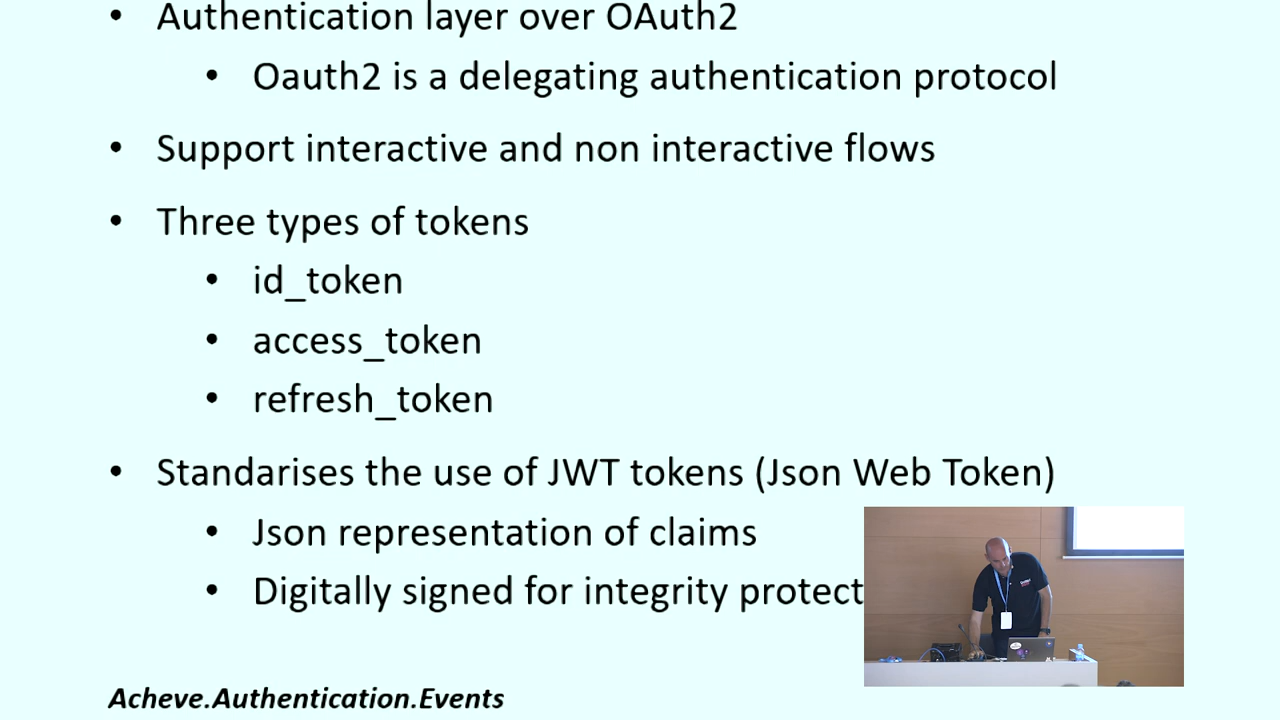 • Authentication layer over OAuth2
• Oauth2 is a delegating authentication protocol
• Support interactive and non interactive flows
• Three types of tokens
• id_token
• access_token
• refresh_token
• Standarises the use of JWT tokens (Json Web Token)
• Json representation of claims
• Digitally signed for integrity protect
Acheve.Authentication.Events